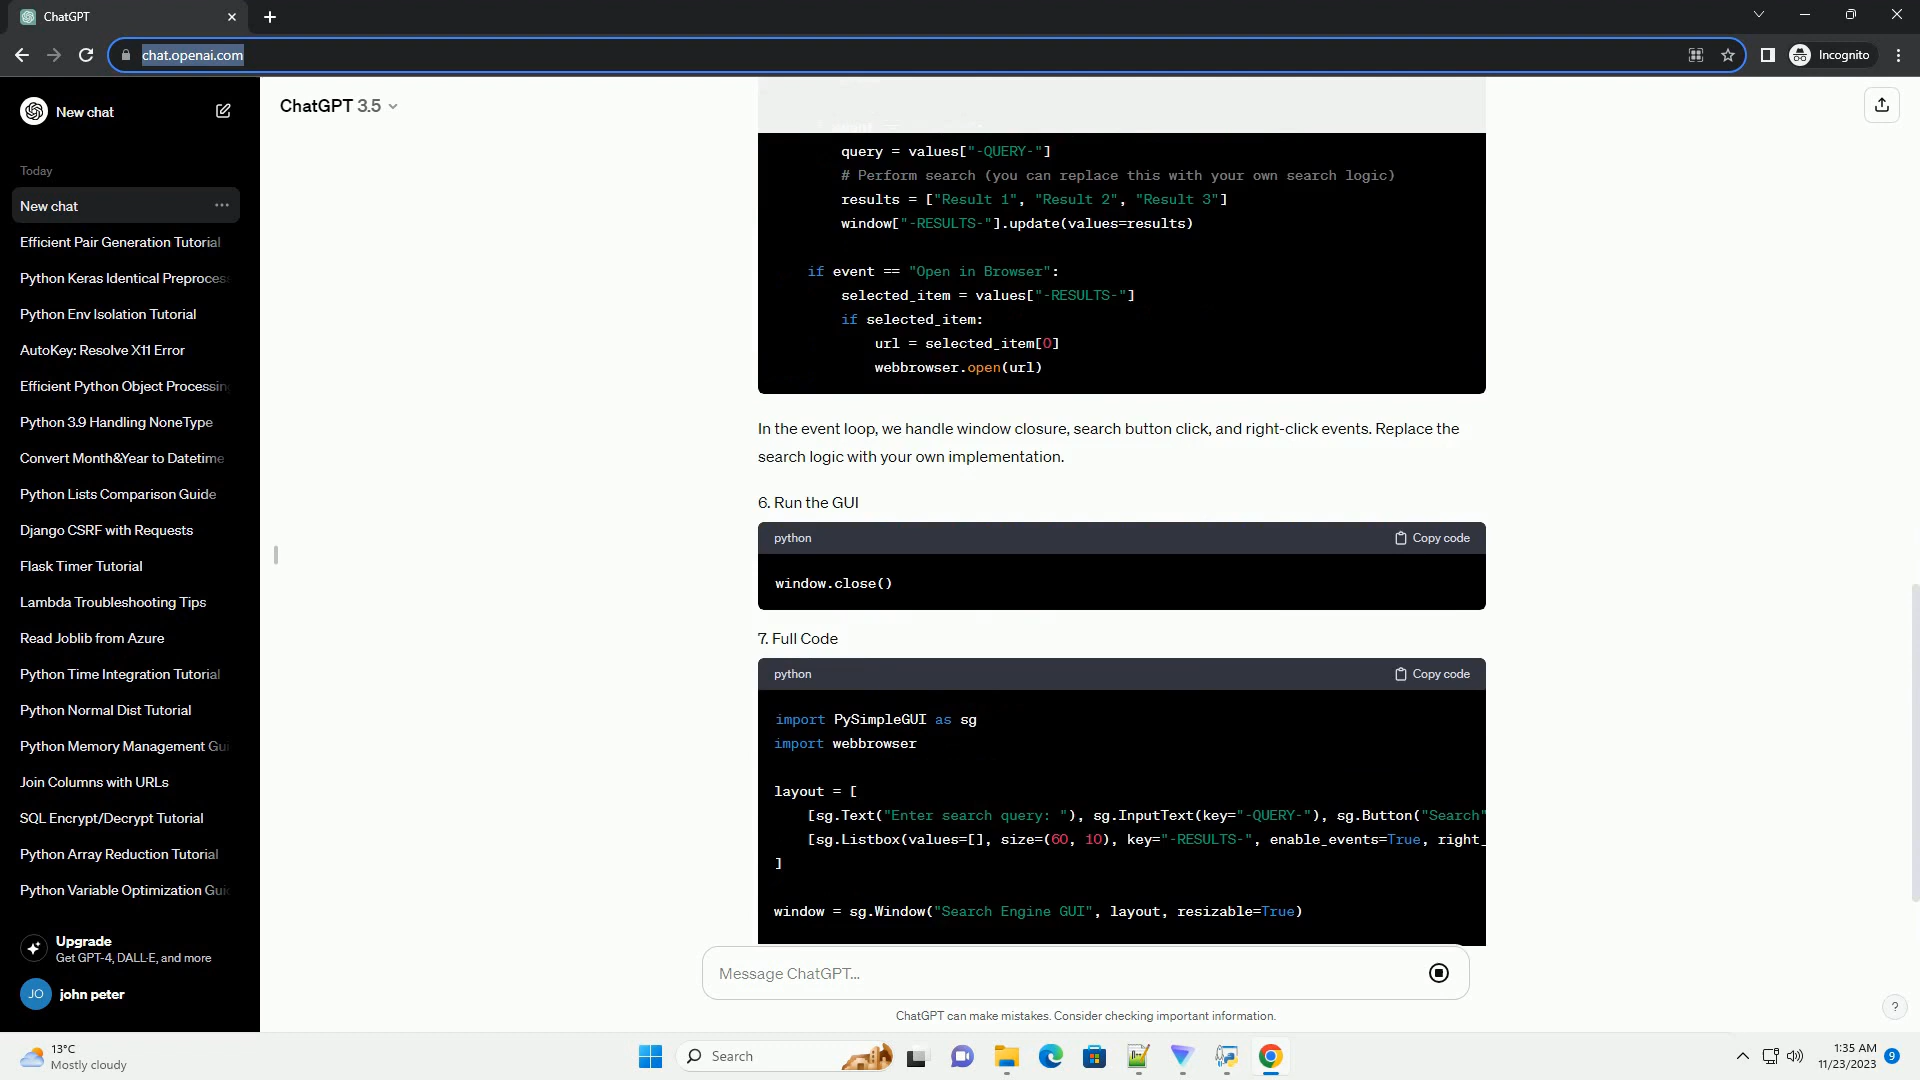 ChatGPT
chat.openai.com
Incognito
New chat
Today
New chat
Efficient Pair Generation Tutorial
Python Keras Identical Preprocess
Python Env Isolation Tutorial
AutoKey: Resolve X11 Error
Efficient Python Object Processing
Python 3.9 Handling NoneType
Convert Month&Year to Datetime
Python Lists Comparison Guide
Django CSRF with Requests
Flask Timer Tutorial
Lambda Troubleshooting Tips
Read Joblib from Azure
Python Time Integration Tutorial
Python Normal Dist Tutorial
Python Memory Management Gui
Join Columns with URLs
SQL Encrypt/Decrypt Tutorial
Python Array Reduction Tutorial
Python Variable Optimization Guid
Upgrade
Get GPT-4, DALL·E, and more
JO john peter
ChatGPT 3.5
query = values["-QUERY-"]
# Perform search (you can replace this with your own search logic)
results = ["Result 1", "Result 2", "Result 3"]
window["-RESULTS-"].update(values=results)
if event == "Open in Browser":
selected_item = values["-RESULTS-"]
if selected_item:
url = selected_item[0]
webbrowser.open(url)
In the event loop, we handle window closure, search button click, and right-click events. Replace the
search logic with your own implementation.
6. Run the GUI
python Copy code
window.close()
7. Full Code
python Copy code
import PySimpleGUI as sg
import webbrowser
layout = [
[sg.Text("Enter search query: "), sg.InputText(key="-QUERY-"), sg.Button("Search"
[sg.Listbox(values=[], size=(60, 10), key="-RESULTS-", enable_events=True, right_
]
window = sg.Window("Search Engine GUI", layout, resizable=True)
Message ChatGPT...
ChatGPT can make mistakes. Consider checking important information.
?
13°C
Mostly cloudy
Search
1:35 AM
11/23/2023
9